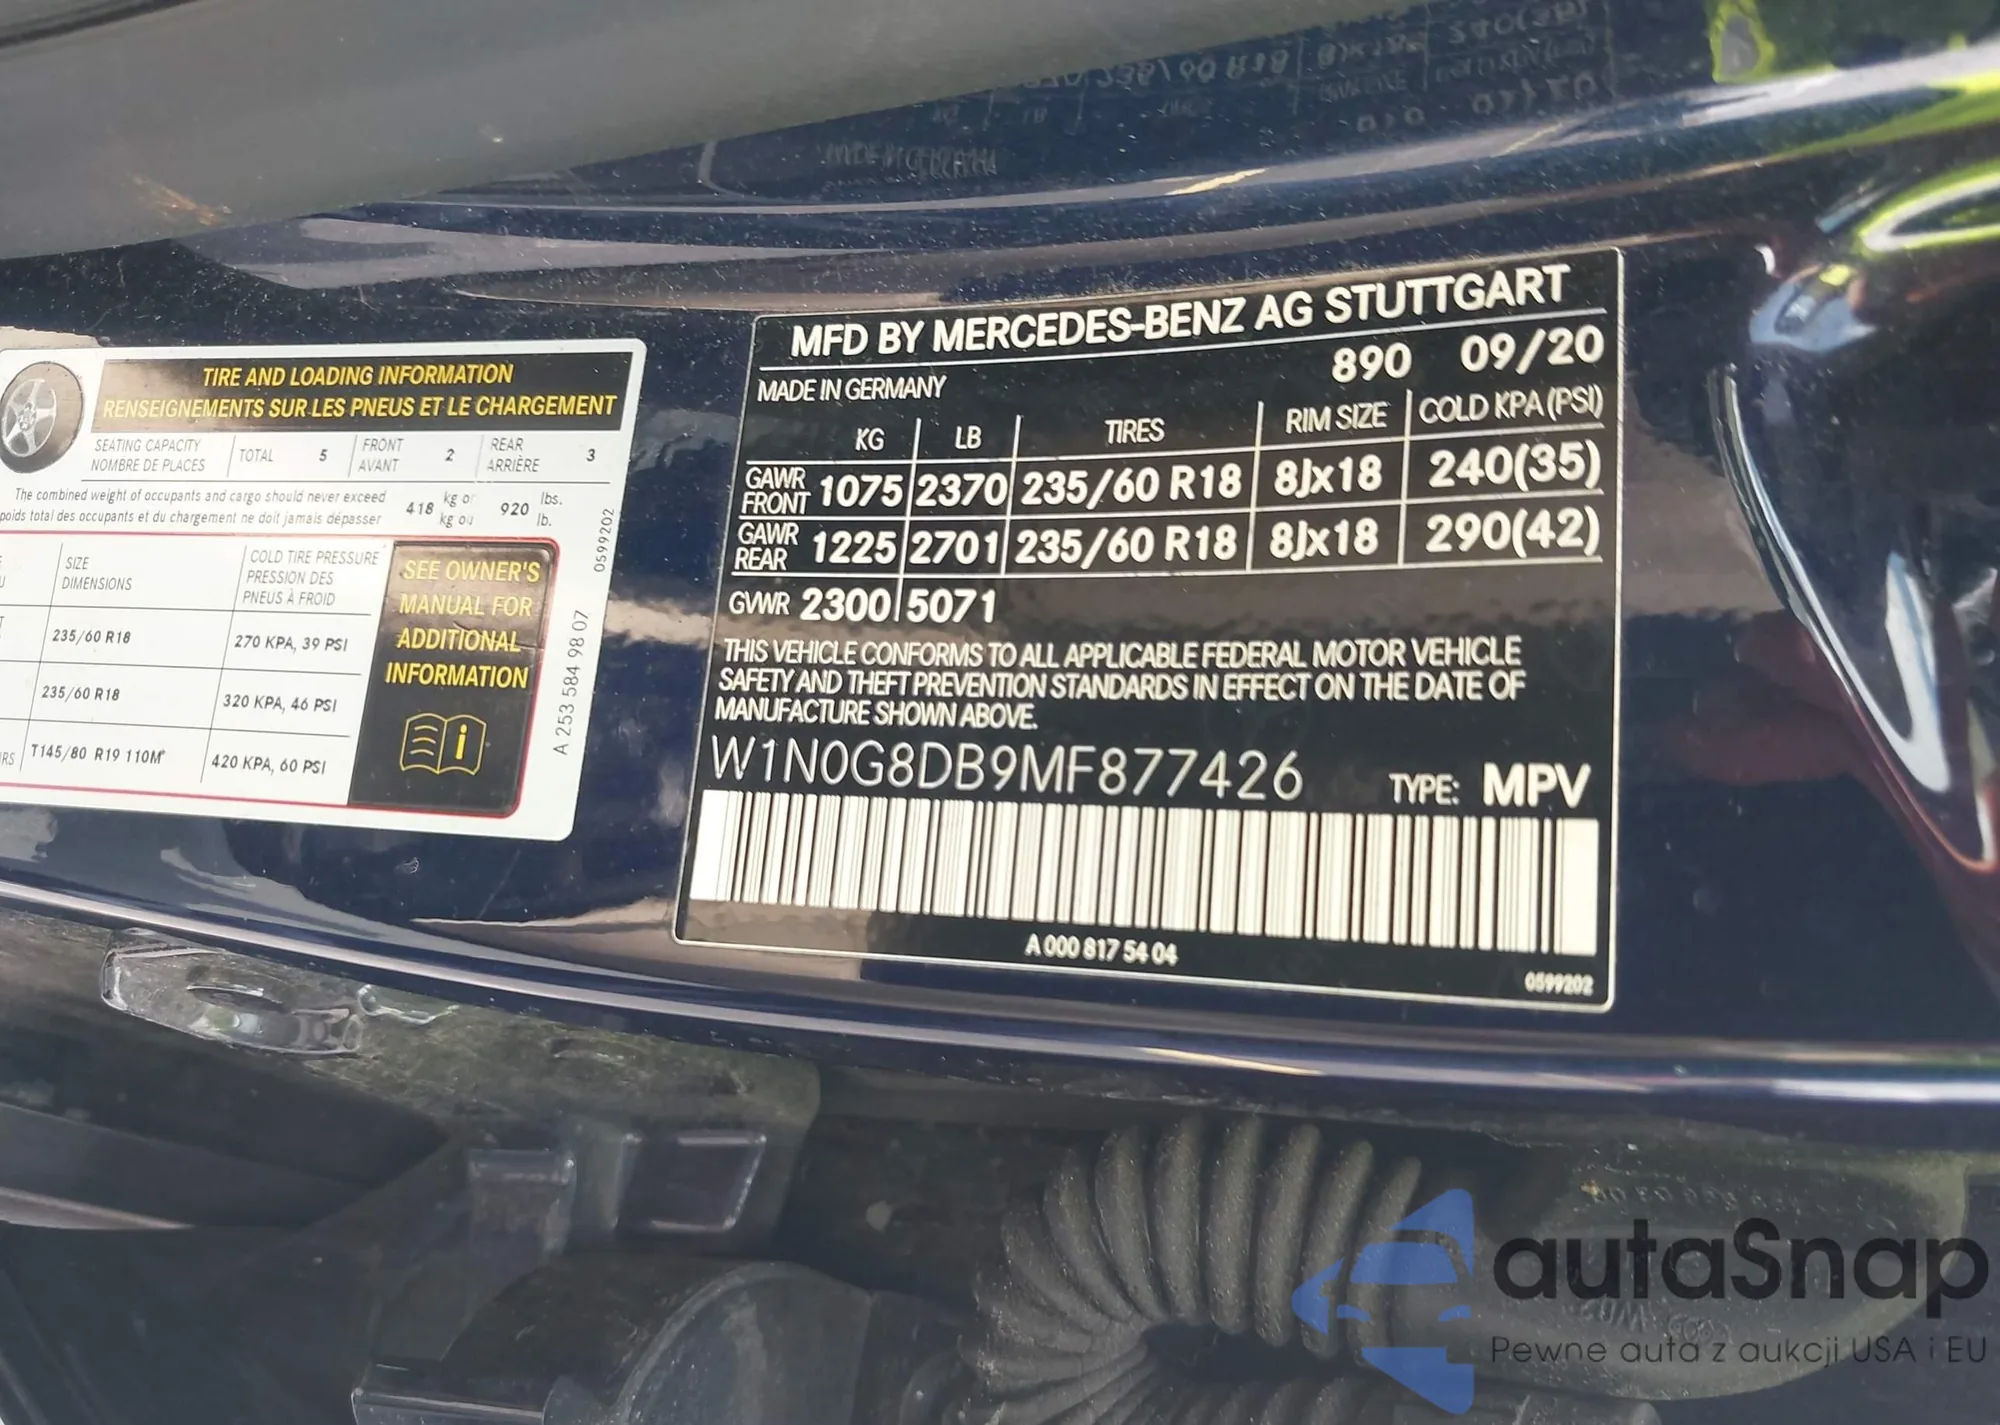 TIRE AND LOADING INFORMATION
RENSEIGNEMENTS SUR LES PNEUS ET LE CHARGEMENT
SEATING CAPACITY
NOMBRE DE PLACES
TOTAL 5
FRONT
AVANT
2
REAR
ARRIÈRE
3
The combined weight of occupants and cargo should never exceed
poids total des occupants et du chargement ne doit jamais dépasser
418 kg or
kg ou
920 lbs.
lb.
SIZE
DIMENSIONS
COLD TIRE PRESSURE
PRESSION DES
PNEUS À FROID
235/60 R18 270 KPA, 39 PSI
235/60 R18 320 KPA, 46 PSI
T145/80 R19 110M 420 KPA, 60 PSI
SEE OWNER'S
MANUAL FOR
ADDITIONAL
INFORMATION
0599202
A 253 584 98 07
MFD BY MERCEDES-BENZ AG STUTTGART
MADE IN GERMANY 890 09/20
KG LB TIRES RIM SIZE COLD KPA (PSI)
GAWR
FRONT
1075 2370 235/60 R18 8Jx18 240(35)
GAWR
REAR
1225 2701 235/60 R18 8Jx18 290(42)
GVWR 2300 5071
THIS VEHICLE CONFORMS TO ALL APPLICABLE FEDERAL MOTOR VEHICLE
SAFETY AND THEFT PREVENTION STANDARDS IN EFFECT ON THE DATE OF
MANUFACTURE SHOWN ABOVE.
W1N0G8DB9MF877426 TYPE: MPV
A 000 817 54 04
0599202
autaSnap
Pewne auta z aukcji USA i EU